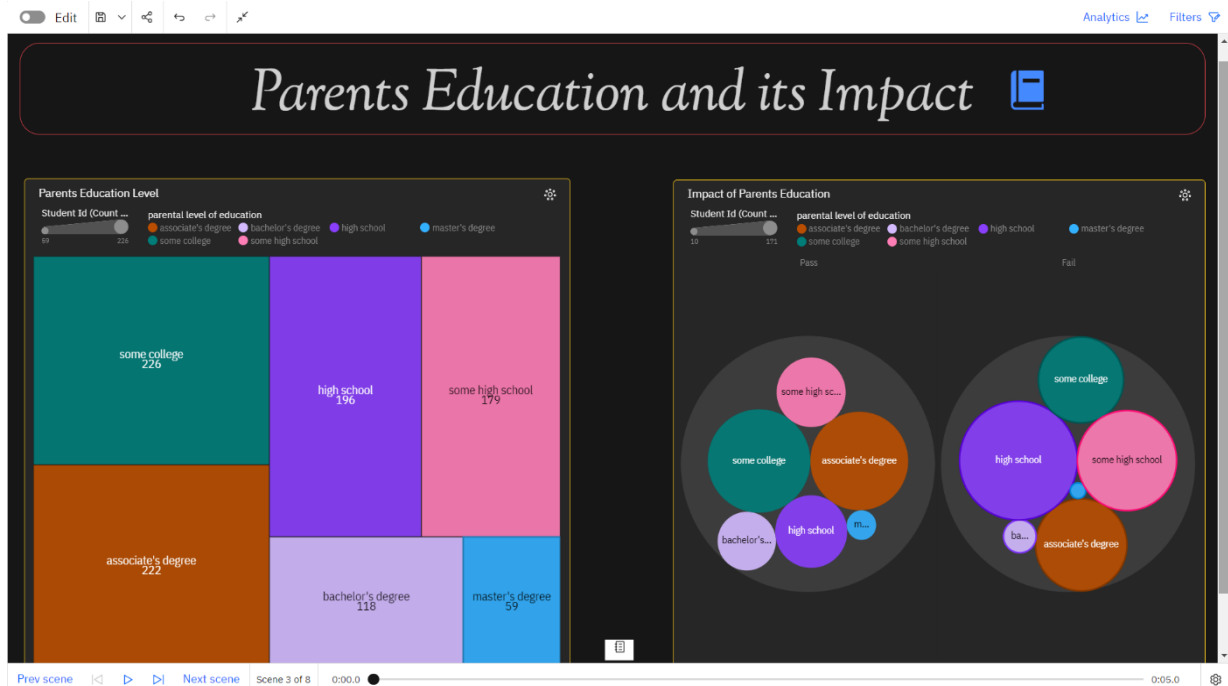 Edit
Analytics
Filters
Parents Education and its Impact
Parents Education Level
Student Id (Count ...
59
226
parental level of education
associate's degree
bachelor's degree
high school
master's degree
some college
some high school
some college
226
high school
196
some high school
179
associate's degree
222
bachelor's degree
118
master's degree
59
Impact of Parents Education
Student Id (Count ...
10
171
parental level of education
associate's degree
bachelor's degree
high school
master's degree
some college
some high school
Pass
Fail
some high sc...
some college
associate's degree
high school
bachelor's...
m...
some college
high school
some high school
ba...
associate's degree
Prev scene
Next scene
Scene 3 of 8
0:00.0
0:05.0